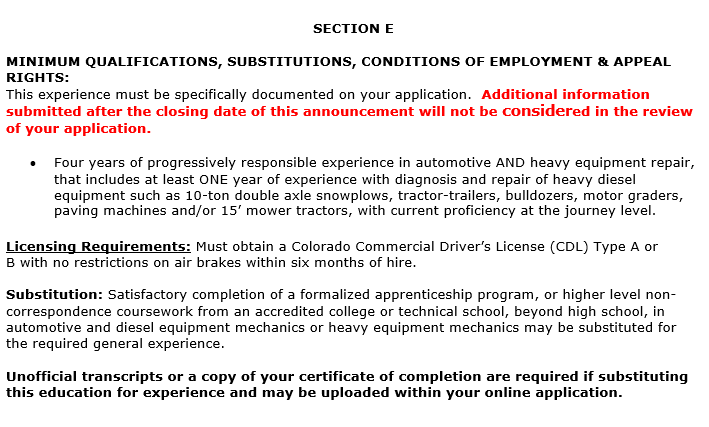 SECTION E
MINIMUM QUALIFICATIONS, SUBSTITUTIONS, CONDITIONS OF EMPLOYMENT & APPEAL
RIGHTS:
This experience must be specifically documented on your application.  Additional information
submitted after the closing date of this announcement will not be considered in the review
of your application.
• Four years of progressively responsible experience in automotive AND heavy equipment repair,
that includes at least ONE year of experience with diagnosis and repair of heavy diesel
equipment such as 10-ton double axle snowplows, tractor-trailers, bulldozers, motor graders,
paving machines and/or 15’ mower tractors, with current proficiency at the journey level.
Licensing Requirements: Must obtain a Colorado Commercial Driver’s License (CDL) Type A or
B with no restrictions on air brakes within six months of hire.
Substitution: Satisfactory completion of a formalized apprenticeship program, or higher level non-
correspondence coursework from an accredited college or technical school, beyond high school, in
automotive and diesel equipment mechanics or heavy equipment mechanics may be substituted for
the required general experience.
Unofficial transcripts or a copy of your certificate of completion are required if substituting
this education for experience and may be uploaded within your online application.